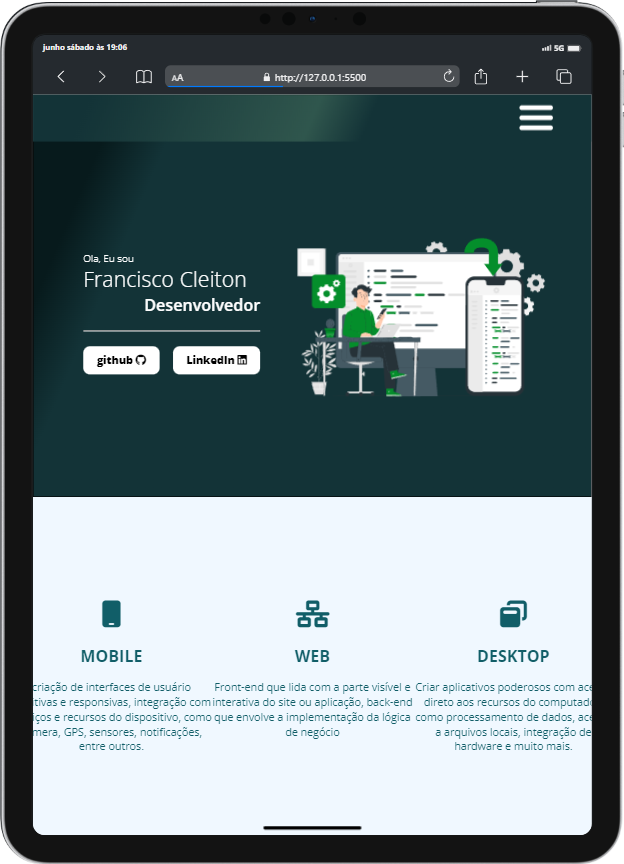 junho sábado às 19:06
5G
AA
http://127.0.0.1:5500
Ola, Eu sou
Francisco Cleiton
Desenvolvedor
github
LinkedIn
MOBILE
criação de interfaces de usuário
itivas e responsivas, integração com
iços e recursos do dispositivo, como
mera, GPS, sensores, notificações,
entre outros.
WEB
Front-end que lida com a parte visível e
interativa do site ou aplicação, back-end
que envolve a implementação da lógica
de negócio
DESKTOP
Criar aplicativos poderosos com ace
direto aos recursos do computado
como processamento de dados, ace
a arquivos locais, integração de
hardware e muito mais.